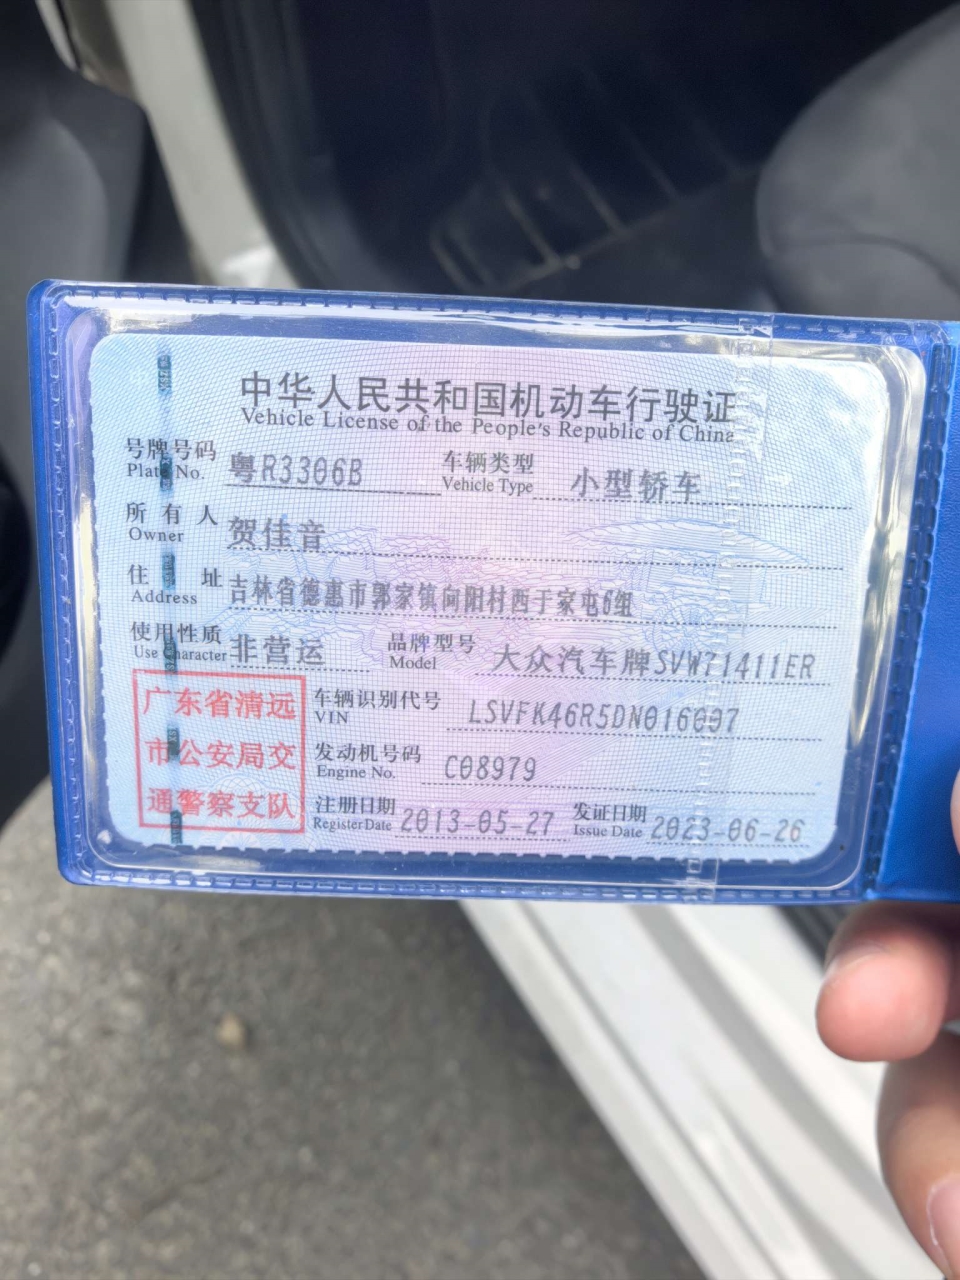 中华人民共和国机动车行驶证
Vehicle License of the People's Republic of China
号牌号码 粤R3306B 车辆类型 小型轿车
Plate No. Vehicle Type
所有人 贺佳音
Owner
住址 吉林省德惠市郭家镇向阳村西于家屯6组
Address
使用性质 非营运 品牌型号 大众汽车牌SVW71411ER
Use Character Model
广东省清远
市公安局交
通警察支队
车辆识别代号 LSVFK46R5DN016097
VIN
发动机号码 C08979
Engine No.
注册日期 2013-05-27 发证日期 2023-06-26
Register Date Issue Date